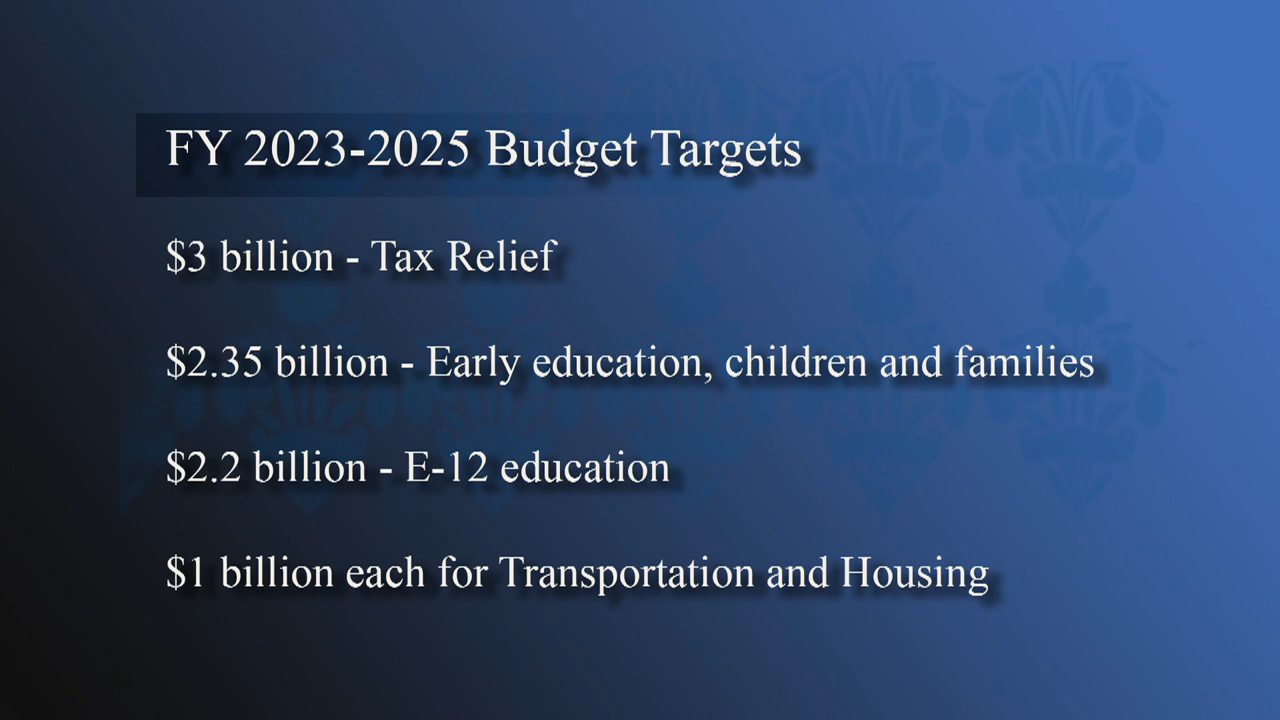 FY 2023-2025 Budget Targets
$3 billion - Tax Relief
$2.35 billion - Early education, children and families
$2.2 billion - E-12 education
$1 billion each for Transportation and Housing